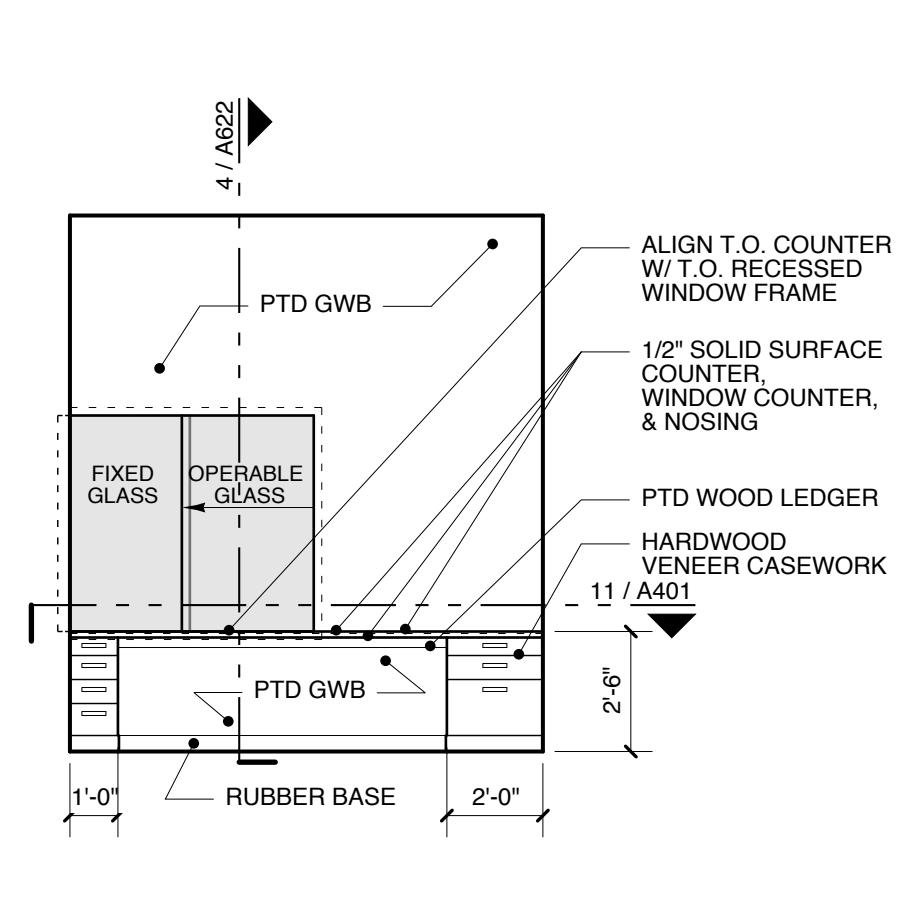 4 / A622
ALIGN T.O. COUNTER
W/ T.O. RECESSED
WINDOW FRAME
PTD GWB
1/2" SOLID SURFACE
COUNTER,
WINDOW COUNTER,
& NOSING
FIXED
GLASS
OPERABLE
GLASS
PTD WOOD LEDGER
HARDWOOD
VENEER CASEWORK
11 / A401
PTD GWB
2'-6"
1'-0"
RUBBER BASE
2'-0"